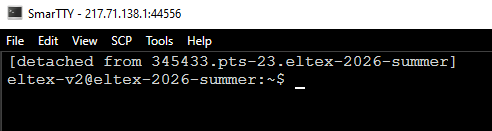 SmarTTY - 217.71.138.1:44556
File Edit View SCP Tools Help
[detached from 345433.pts-23.eltex-2026-summer]
eltex-v2@eltex-2026-summer:~$ _